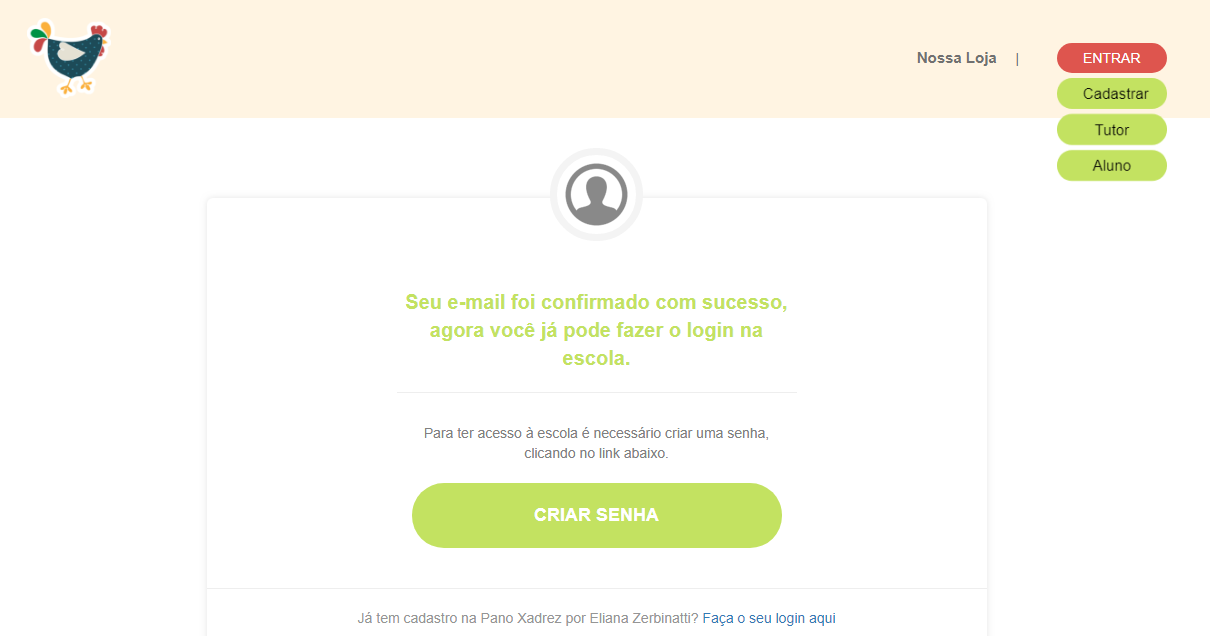 Nossa Loja |
ENTRAR
Cadastrar
Tutor
Aluno
Seu e-mail foi confirmado com sucesso,
agora você já pode fazer o login na
escola.
Para ter acesso à escola é necessário criar uma senha,
clicando no link abaixo.
CRIAR SENHA
Já tem cadastro na Pano Xadrez por Eliana Zerbinatti? Faça o seu login aqui